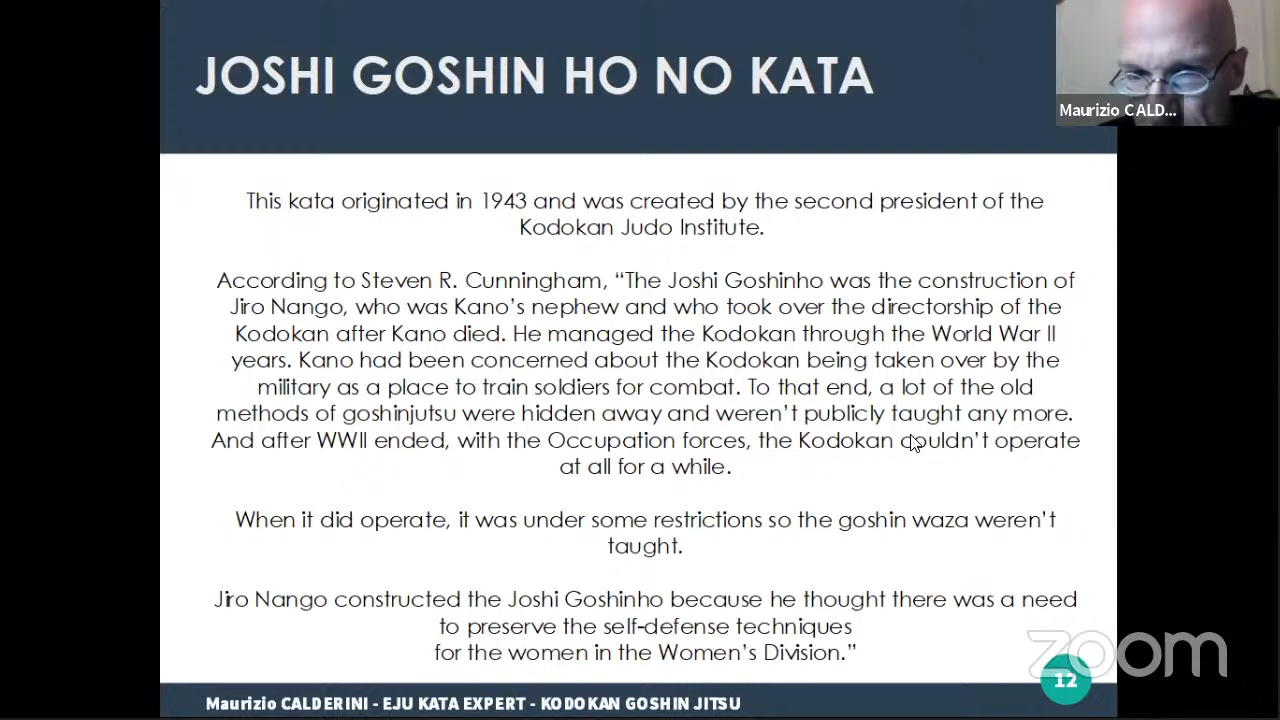 JOSHI GOSHIN HO NO KATA
Maurizio CALD...
This kata originated in 1943 and was created by the second president of the
Kodokan Judo Institute.
According to Steven R. Cunningham, “The Joshi Goshinho was the construction of
Jiro Nango, who was Kano’s nephew and who took over the directorship of the
Kodokan after Kano died. He managed the Kodokan through the World War II
years. Kano had been concerned about the Kodokan being taken over by the
military as a place to train soldiers for combat. To that end, a lot of the old
methods of goshinjutsu were hidden away and weren’t publicly taught any more.
And after WWII ended, with the Occupation forces, the Kodokan couldn’t operate
at all for a while.
When it did operate, it was under some restrictions so the goshin waza weren’t
taught.
Jiro Nango constructed the Joshi Goshinho because he thought there was a need
to preserve the self-defense techniques
for the women in the Women’s Division.”
zoom
12
Maurizio CALDERINI - EJU KATA EXPERT - KODOKAN GOSHIN JITSU